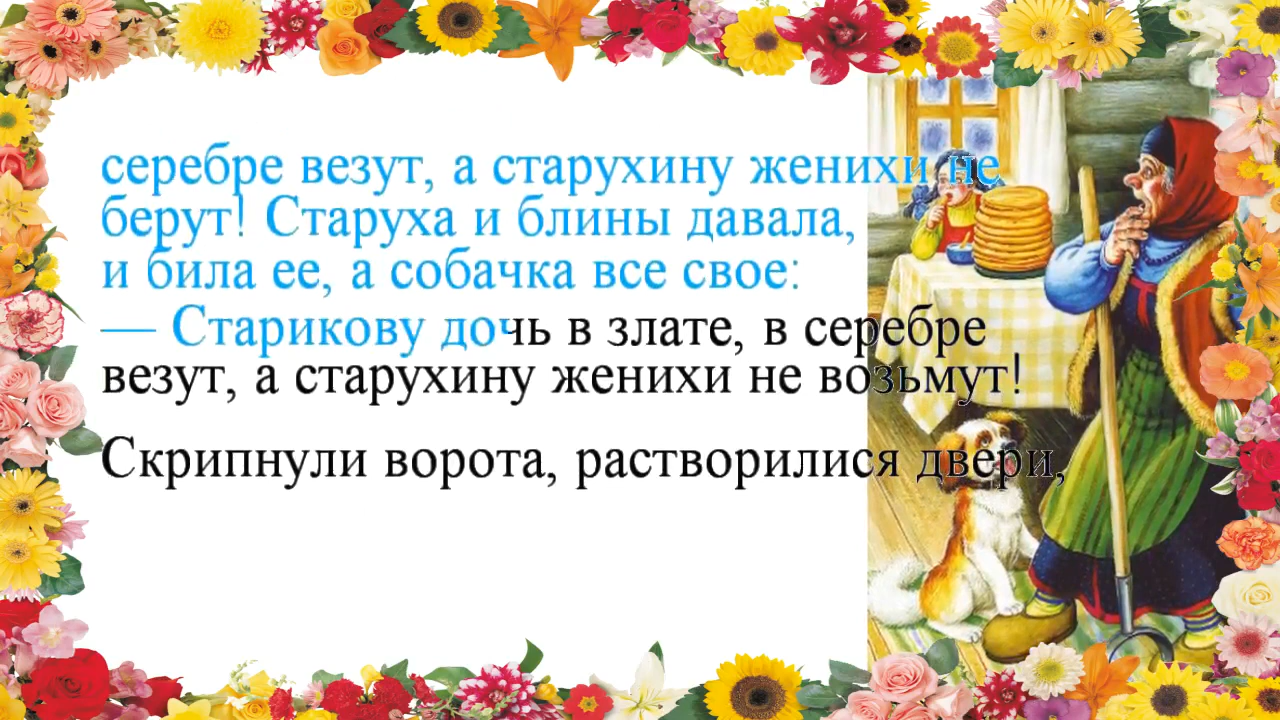 серебре везут, а старухину женихи не
берут! Старуха и блины давала,
и била ее, а собачка все свое:
— Старикову дочь в злате, в серебре
везут, а старухину женихи не возьмут!
Скрипнули ворота, растворилися двери,